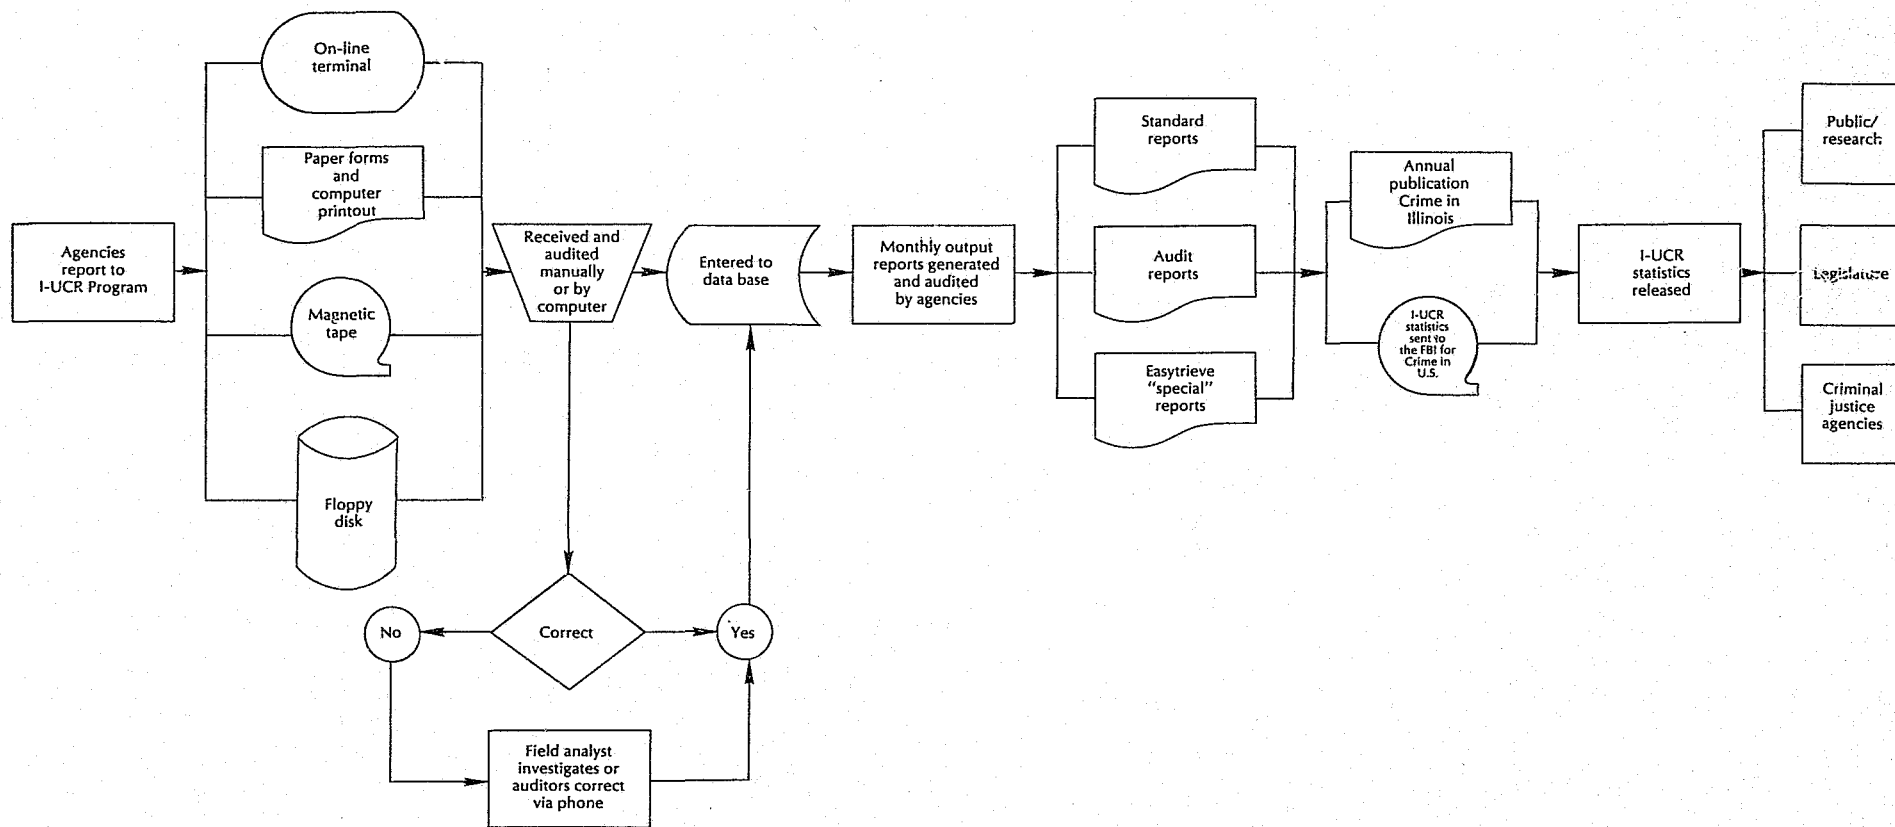 On-line
terminal
Paper forms
and
computer
printout
Agencies
report to
I-UCR Program
Magnetic
tape
Floppy
disk
Received and
audited
manually
or by
computer
Entered to
data base
Correct
No
Yes
Field analyst
investigates or
auditors correct
via phone
Monthly output
reports generated
and audited
by agencies
Standard
reports
Audit
reports
Easytrieve
“special”
reports
Annual
publication
Crime in
Illinois
I-UCR
statistics
sent to
the FBI for
Crime in
U.S.
I-UCR
statistics
released
Public/
research
Legislature
Criminal
justice
agencies